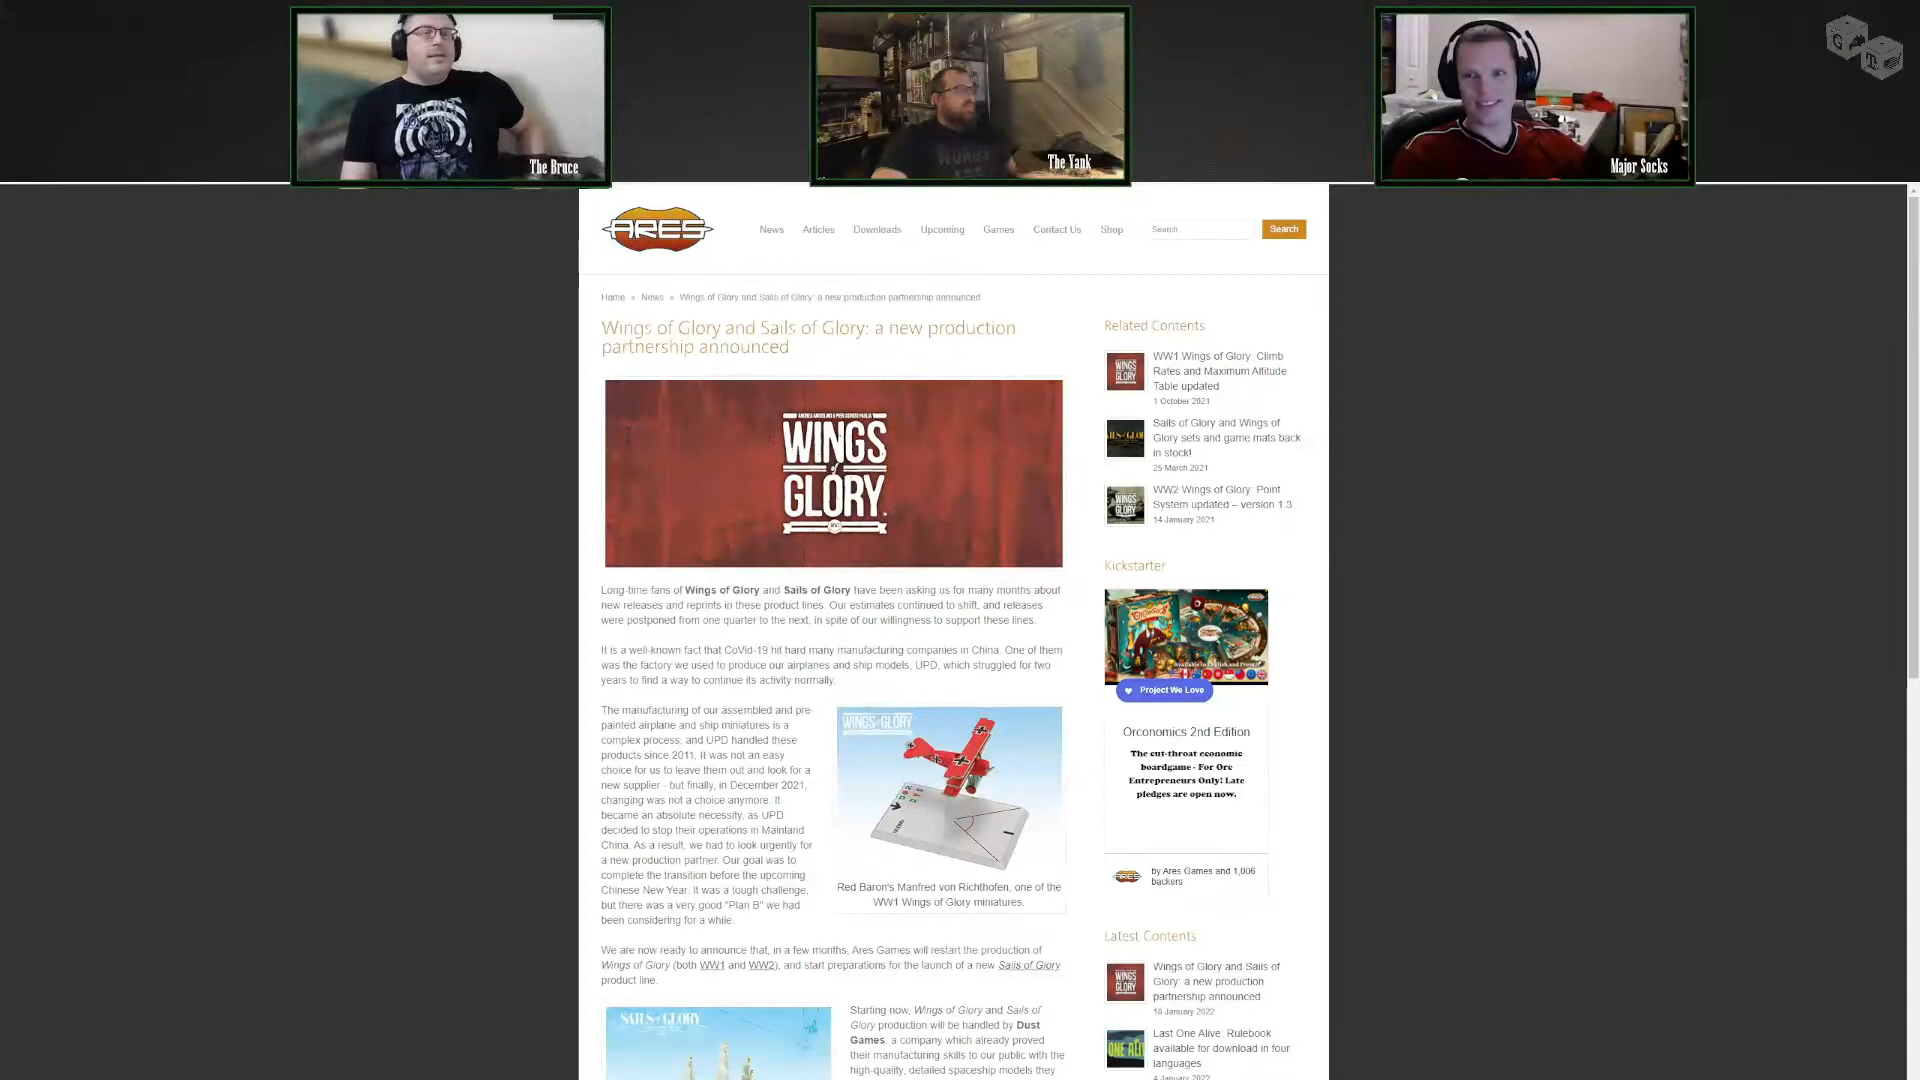 The Bruce
The Yank
Major Socks
ARES
News
Articles
Downloads
Upcoming
Games
Contact Us
Shop
Search
Search
Home » News » Wings of Glory and Sails of Glory: a new production partnership announced
Wings of Glory and Sails of Glory: a new production
partnership announced
WINGS
of
GLORY
Long-time fans of Wings of Glory and Sails of Glory have been asking us for many months about
new releases and reprints in these product lines. Our estimates continued to shift, and releases
were postponed from one quarter to the next, in spite of our willingness to support these lines.
It is a well-known fact that CoVid-19 hit hard many manufacturing companies in China. One of them
was the factory we used to produce our airplanes and ship models, UPD, which struggled for two
years to find a way to continue its activity normally.
The manufacturing of our assembled and pre-
painted airplane and ship miniatures is a
complex process, and UPD handled these
products since 2011. It was not an easy
choice for us to leave them out and look for a
new supplier - but finally, in December 2021,
changing was not a choice anymore. It
became an absolute necessity, as UPD
decided to stop their operations in Mainland
China. As a result, we had to look urgently for
a new production partner. Our goal was to
complete the transition before the upcoming
Chinese New Year. It was a tough challenge,
but there was a very good "Plan B" we had
been considering for a while.
WINGS of GLORY
Red Baron's Manfred von Richthofen, one of the
WW1 Wings of Glory miniatures.
We are now ready to announce that, in a few months, Ares Games will restart the production of
Wings of Glory (both WW1 and WW2), and start preparations for the launch of a new Sails of Glory
product line.
SAILS of GLORY
Starting now, Wings of Glory and Sails of
Glory production will be handled by Dust
Games, a company which already proved
their manufacturing skills to our public with the
high-quality, detailed spaceship models they
Related Contents
WW1 Wings of Glory: Climb
Rates and Maximum Altitude
Table updated
1 October 2021
Sails of Glory and Wings of
Glory sets and game mats back
in stock!
25 March 2021
WW2 Wings of Glory: Point
System updated – version 1.3
14 January 2021
Kickstarter
Project We Love
Orconomics 2nd Edition
The cut-throat economic
boardgame - For Orc
Entrepreneurs Only! Late
pledges are open now.
by Ares Games and 1,006
backers
Latest Contents
Wings of Glory and Sails of
Glory: a new production
partnership announced
18 January 2022
Last One Alive: Rulebook
available for download in four
languages
4 January 2022